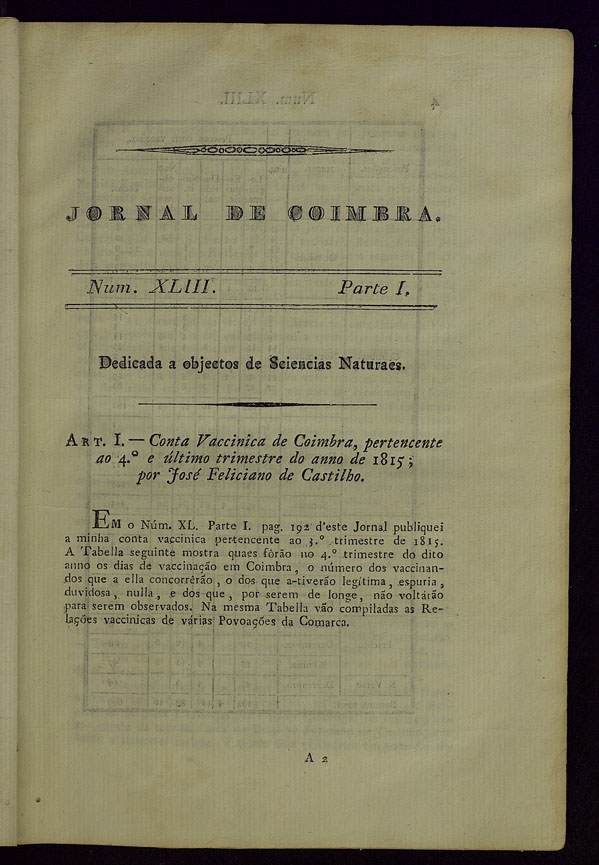 JORNAL DE COIMBRA.
Num. XLIII. Parte I.
Dedicada a objectos de Sciencias Naturaes.
ART. I. — Conta Vaccinica de Coimbra, pertencente
ao 4.º e último trimestre do anno de 1815;
por José Feliciano de Castilho.
EM o Núm. XL. Parte I. pag. 192 d'este Jornal publiquei
a minha conta vaccinica pertencente ao 3.º trimestre de 1815.
A Tabella seguinte mostra quaes fôrão no 4.º trimestre do dito
anno os dias de vaccinação em Coimbra, o número dos vaccinan-
dos que a ella concorrêrão, o dos que a-tiverão legítima, espuria,
duvidosa, nulla, e dos que, por serem de longe, não voltárão
para serem observados. Na mesma Tabella vão compiladas as Re-
lações vaccinicas de várias Povoações da Comarca.
A 2